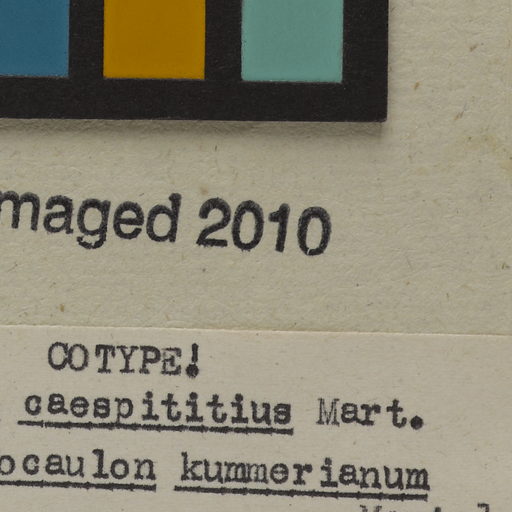 maged 2010
COTYPE!
caespititius Mart.
ocaulon kummerianum